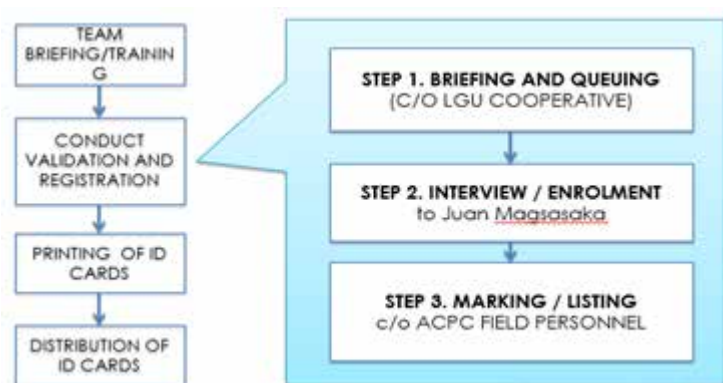 TEAM
BRIEFING/TRAININ
G
CONDUCT
VALIDATION AND
REGISTRATION
PRINTING OF ID
CARDS
DISTRIBUTION OF
ID CARDS
STEP 1. BRIEFING AND QUEUING
(C/O LGU COOPERATIVE)
STEP 2. INTERVIEW / ENROLMENT
to Juan Magsasaka
STEP 3. MARKING / LISTING
c/o ACPC FIELD PERSONNEL